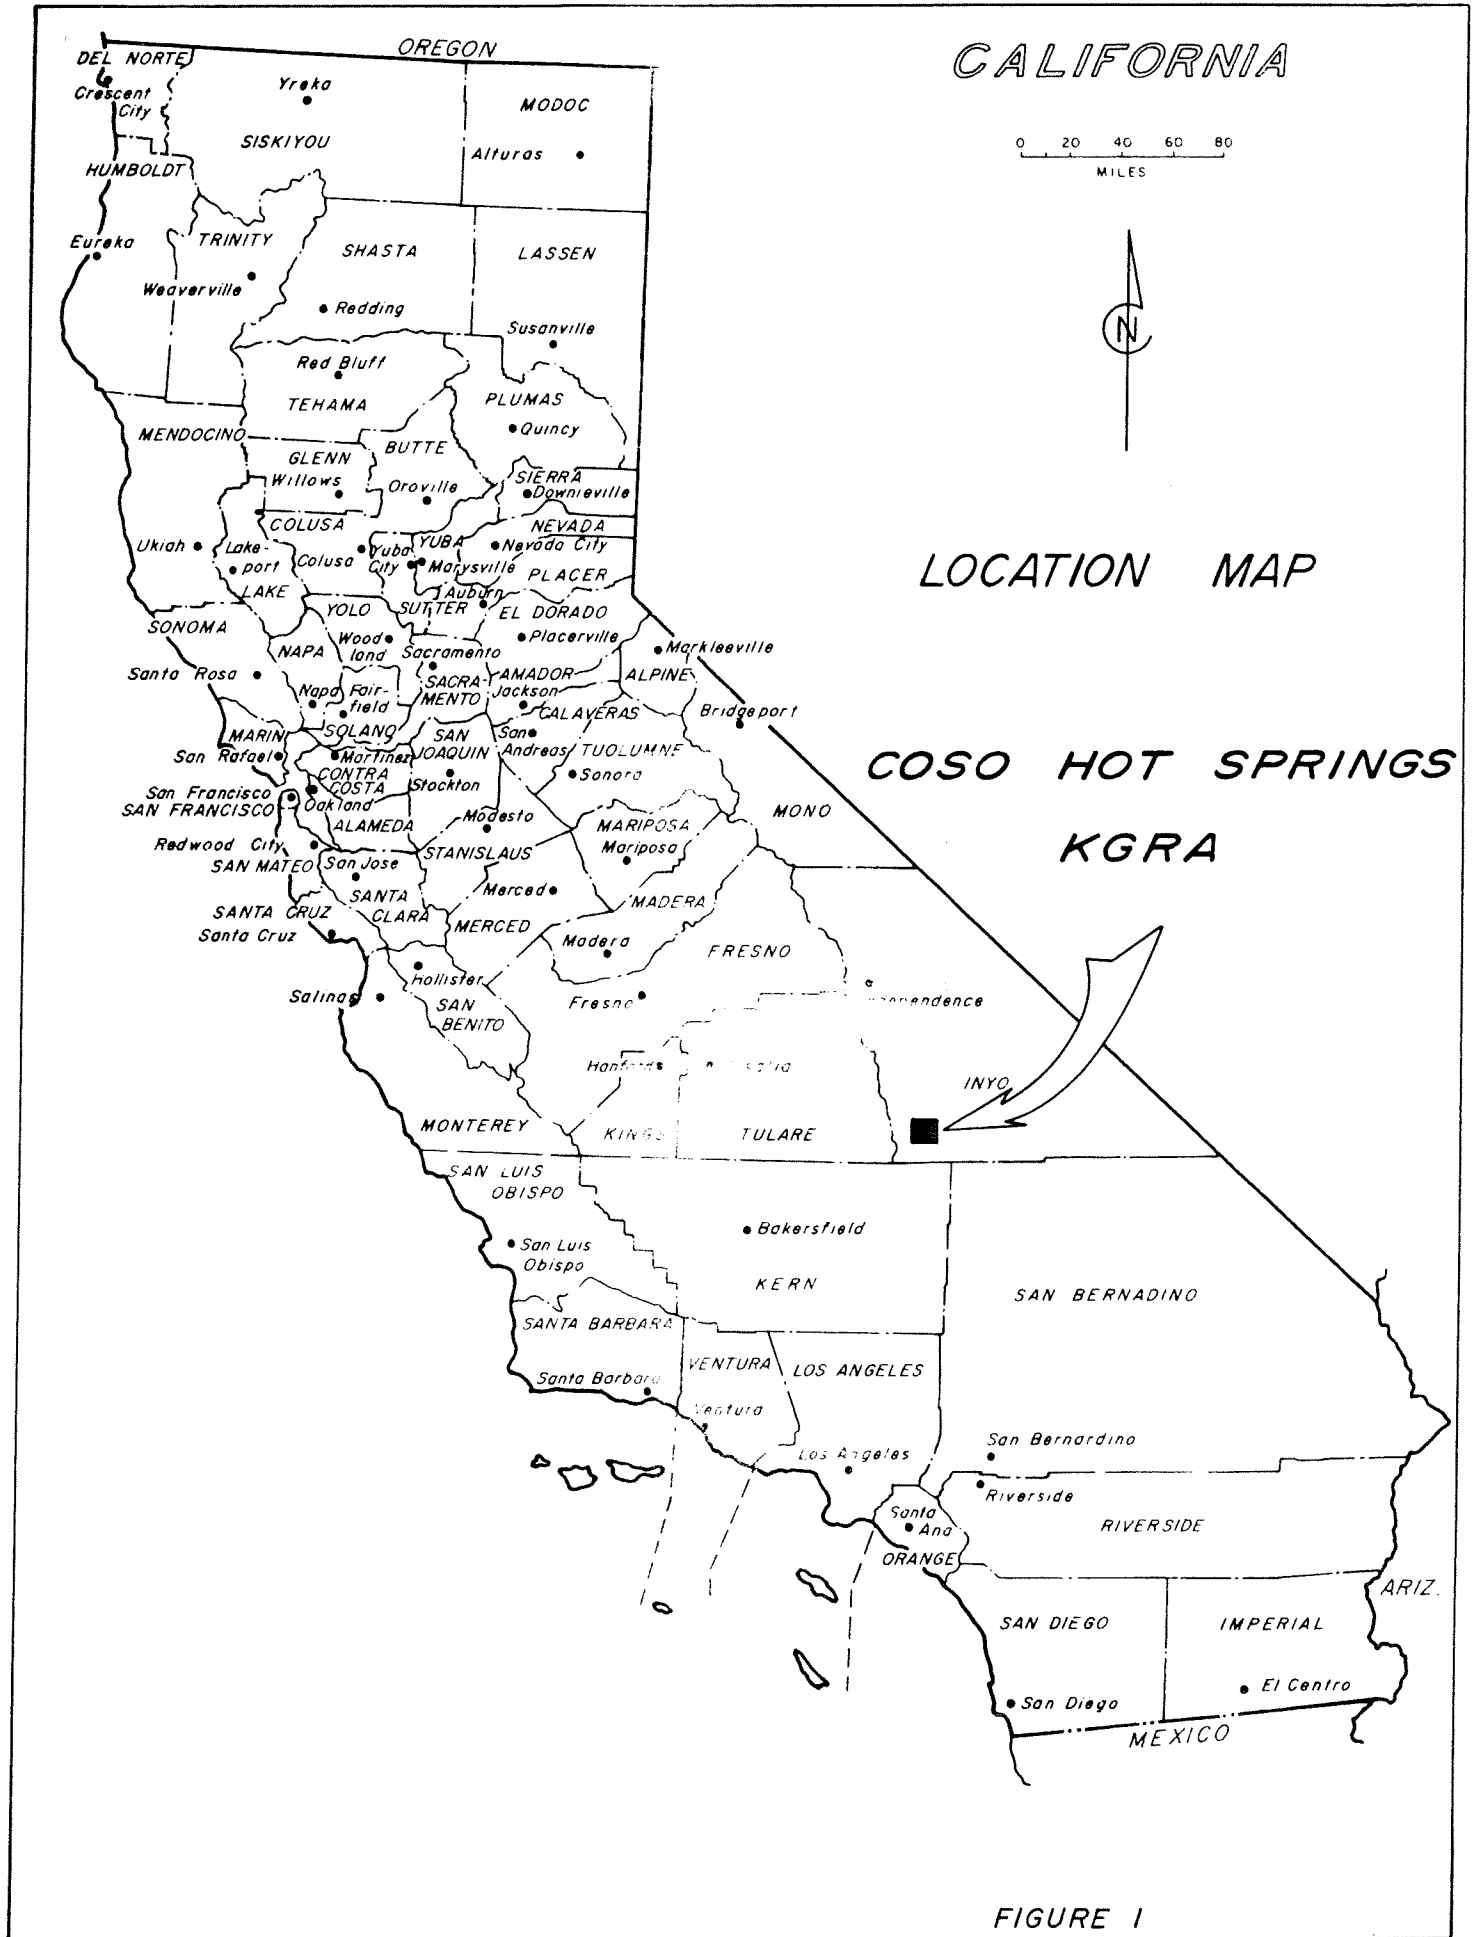 CALIFORNIA
0 20 40 60 80
MILES
N
LOCATION MAP
COSO HOT SPRINGS
KGRA
OREGON
DEL NORTE
Crescent
City
Yreka
SISKIYOU
MODOC
Alturas
HUMBOLDT
Eureka
TRINITY
Weaverville
SHASTA
Redding
LASSEN
Susanville
Red Bluff
TEHAMA
PLUMAS
Quincy
MENDOCINO
GLENN
Willows
BUTTE
Oroville
SIERRA
Downieville
COLUSA
Colusa
NEVADA
Nevada City
Ukiah
Lake-
port
LAKE
Yuba
City
YUBA
Marysville
PLACER
Auburn
SUTTER
YOLO
EL DORADO
Placerville
SONOMA
Santa Rosa
NAPA
Wood
land
Sacramento
SACRA-
MENTO
AMADOR
Jackson
Markleeville
ALPINE
Napa
Fair-
field
SOLANO
CALAVERAS
San
Andreas
Bridgeport
MARIN
San Rafael
Martinez
CONTRA
COSTA
SAN
JOAQUIN
Stockton
TUOLUMNE
Sonora
San Francisco
SAN FRANCISCO
Oakland
ALAMEDA
Modesto
STANISLAUS
MARIPOSA
Mariposa
MONO
Redwood City
SAN MATEO
San Jose
SANTA
CLARA
Merced
MERCED
MADERA
Madera
SANTA CRUZ
Santa Cruz
Hollister
SAN
BENITO
Salinas
FRESNO
Fresno
Hanford
KINGS
TULARE
INYO
MONTEREY
SAN LUIS
OBISPO
San Luis
Obispo
Bakersfield
KERN
SAN BERNADINO
SANTA BARBARA
Santa Barbara
VENTURA
Ventura
LOS ANGELES
Los Angeles
San Bernardino
Riverside
RIVERSIDE
Santa
Ana
ORANGE
ARIZ.
SAN DIEGO
San Diego
IMPERIAL
El Centro
MEXICO
FIGURE 1